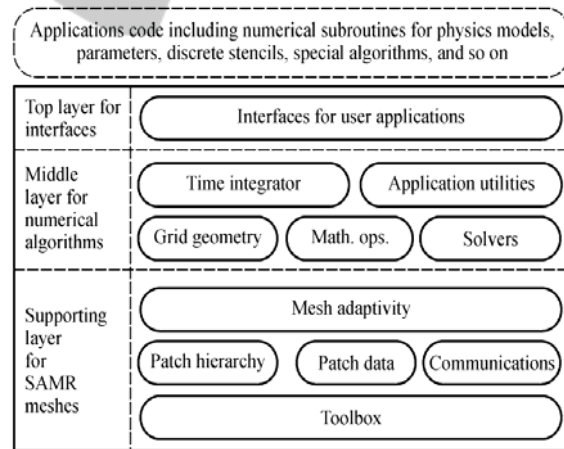 Applications code including numerical subroutines for physics models,
parameters, discrete stencils, special algorithms, and so on
Top layer for
interfaces
Interfaces for user applications
Middle
layer for
numerical
algorithms
Time integrator
Application utilities
Grid geometry
Math. ops.
Solvers
Supporting
layer
for
SAMR
meshes
Mesh adaptivity
Patch hierarchy
Patch data
Communications
Toolbox